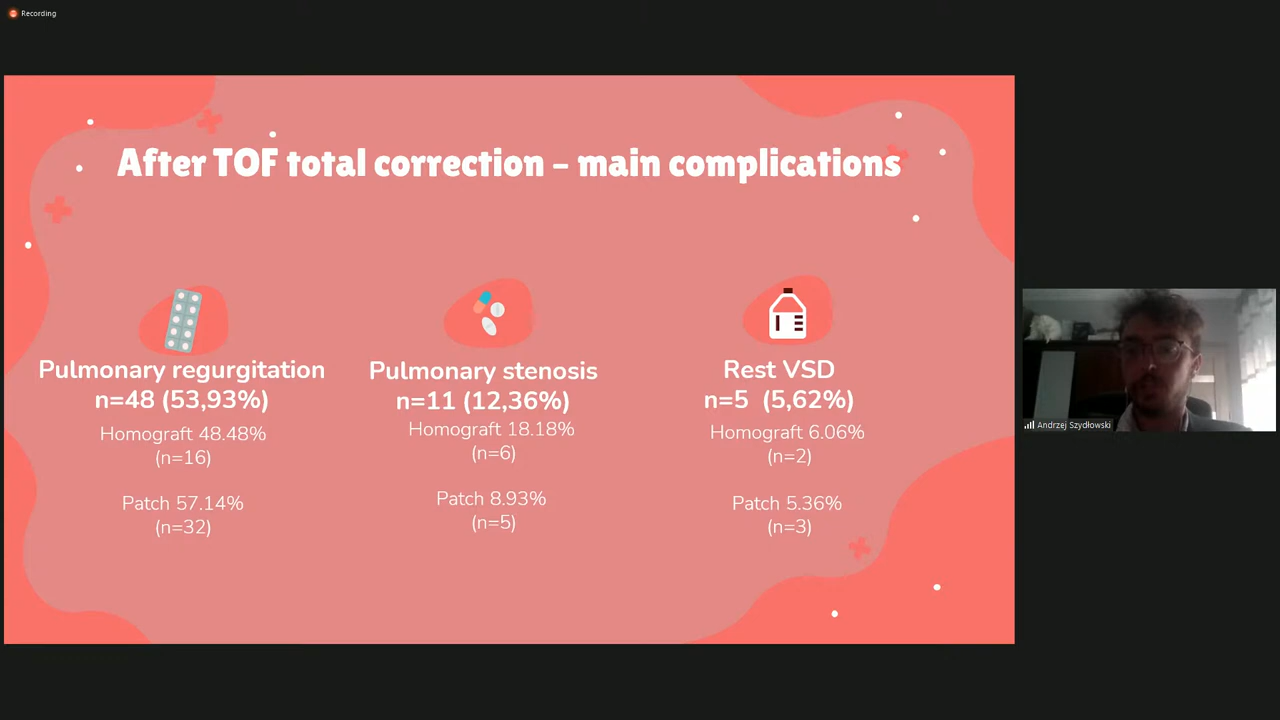 Recording
After TOF total correction – main complications
Pulmonary regurgitation
n=48 (53,93%)
Homograft 48.48%
(n=16)
Patch 57.14%
(n=32)
Pulmonary stenosis
n=11 (12,36%)
Homograft 18.18%
(n=6)
Patch 8.93%
(n=5)
Rest VSD
n=5 (5,62%)
Homograft 6.06%
(n=2)
Patch 5.36%
(n=3)
Andrzej Szydłowski